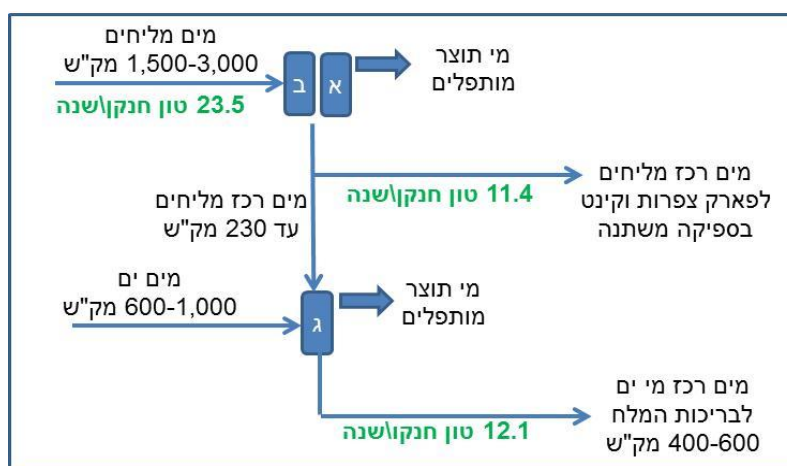 מים מליחים
1,500-3,000 מק"ש
23.5 טון חנקן\שנה
ב
א
מי תוצר
מותפלים
מים רכז מליחים
לפארק צפרות וקינט
בספיקה משתנה
11.4 טון חנקן\שנה
מים רכז מליחים
עד 230 מק"ש
מים ים
600-1,000 מק"ש
ג
מי תוצר
מותפלים
מים רכז מי ים
לבריכות המלח
400-600 מק"ש
12.1 טון חנקו\שנה